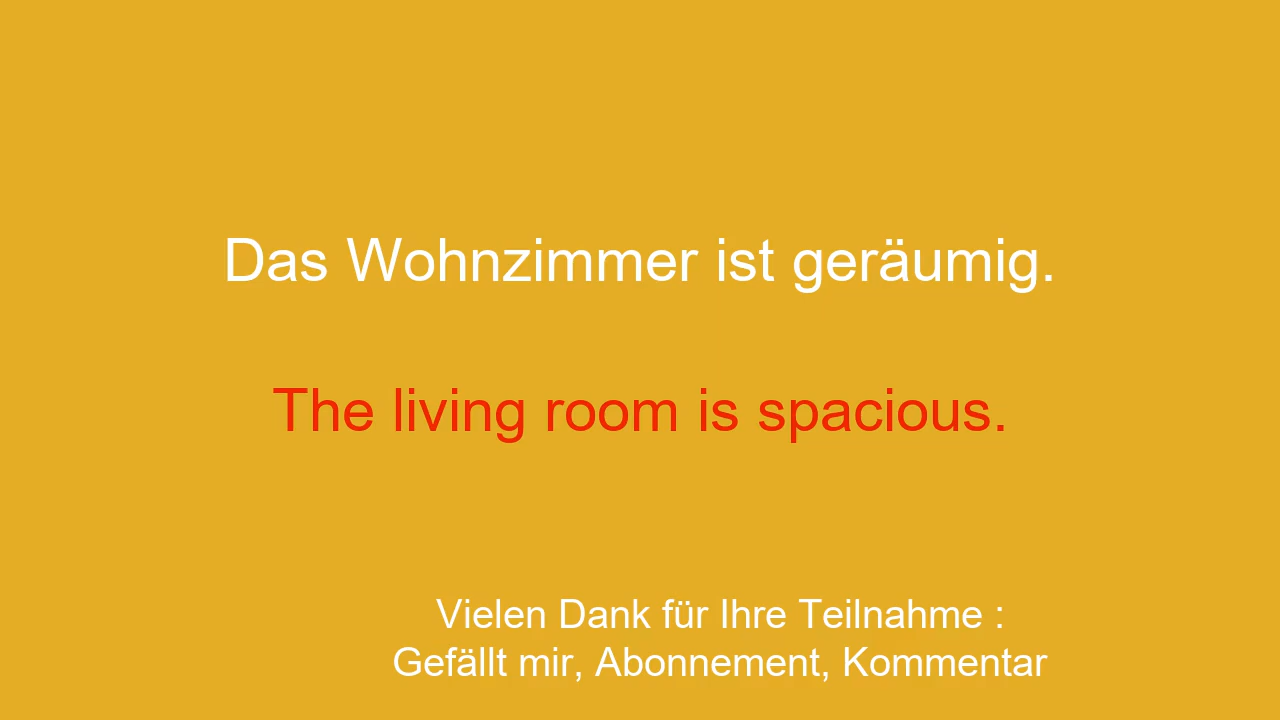 Das Wohnzimmer ist geräumig.
The living room is spacious.
Vielen Dank für Ihre Teilnahme :
Gefällt mir, Abonnement, Kommentar